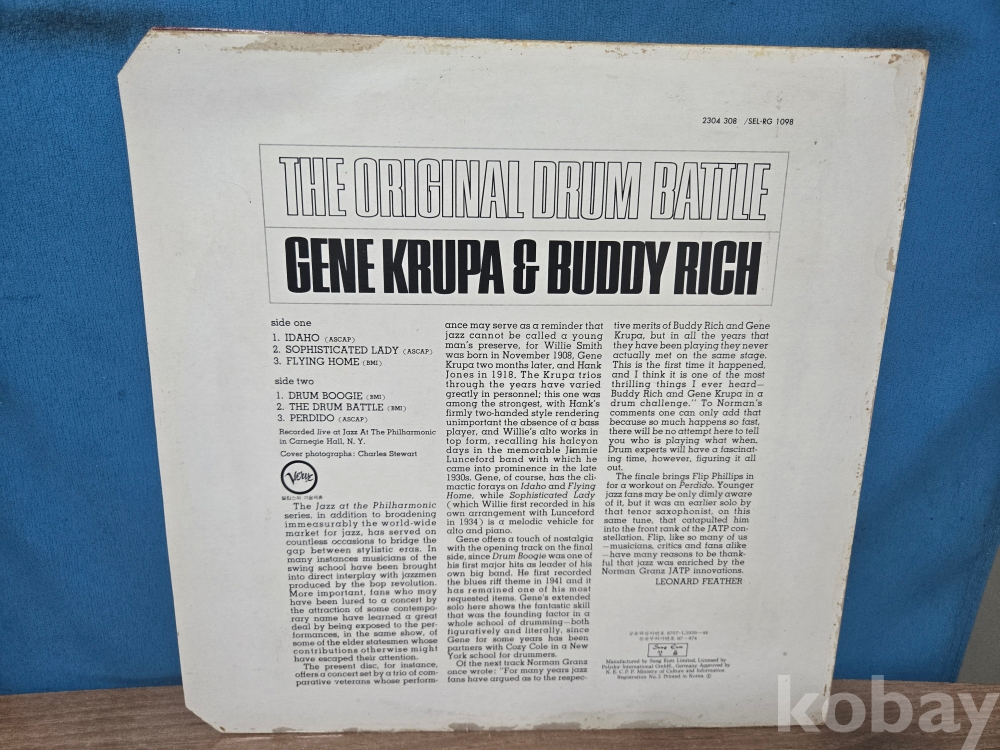 2304 308 /SEL-RG 1098
THE ORIGINAL DRUM BATTLE
GENE KRUPA & BUDDY RICH
side one
1. IDAHO (ASCAP)
2. SOPHISTICATED LADY (ASCAP)
3. FLYING HOME (BMI)
side two
1. DRUM BOOGIE (BMI)
2. THE DRUM BATTLE (BMI)
3. PERDIDO (ASCAP)
Recorded live at Jazz At The Philharmonic
in Carnegie Hall, N. Y.
Cover photographs: Charles Stewart
Verve
The Jazz at the Philharmonic
series, in addition to broadening
immeasurably the world-wide
market for jazz, has served on
countless occasions to bridge the
gap between stylistic eras. In
many instances musicians of the
swing school have been brought
into direct interplay with jazzmen
produced by the bop revolution.
More important, fans who may
have been lured to a concert by
the attraction of some contempo-
rary name have learned a great
deal by being exposed to the per-
formances, in the same show, of
some of the elder statesmen whose
contributions otherwise might
have escaped their attention.
The present disc, for instance,
offers a concert set by a trio of com-
parative veterans whose perform-
ance may serve as a reminder that
jazz cannot be called a young
man's preserve, for Willie Smith
was born in November 1908, Gene
Krupa two months later, and Hank
Jones in 1918. The Krupa trios
through the years have varied
greatly in personnel; this one was
among the strongest, with Hank's
firmly two-handed style rendering
unimportant the absence of a bass
player, and Willie's alto works in
top form, recalling his halcyon
days in the memorable Jimmie
Lunceford band with which he
came into prominence in the late
1930s. Gene, of course, has the cli-
mactic forays on Idaho and Flying
Home, while Sophisticated Lady
(which Willie first recorded in his
own arrangement with Lunceford
in 1934) is a melodic vehicle for
alto and piano.
Gene offers a touch of nostalgia
with the opening track on the final
side, since Drum Boogie was one of
his first major hits as leader of his
own big band. He first recorded
the blues riff theme in 1941 and it
has remained one of his most
requested items. Gene's extended
solo here shows the fantastic skill
that was the founding factor in a
whole school of drumming—both
figuratively and literally, since
Gene for some years has been
partners with Cozy Cole in a New
York school for drummers.
Of the next track Norman Granz
once wrote: "For many years jazz
fans have argued as to the respec-
tive merits of Buddy Rich and Gene
Krupa, but in all the years that
they have been playing they never
actually met on the same stage.
This is the first time it happened,
and I think it is one of the most
thrilling things I ever heard—
Buddy Rich and Gene Krupa in a
drum challenge." To Norman's
comments one can only add that
because so much happens so fast,
there will be no attempt here to tell
you who is playing what when.
Drum experts will have a fascinat-
ing time, however, figuring it all
out.
The finale brings Flip Phillips in
for a workout on Perdido. Younger
jazz fans may be only dimly aware
of it, but it was an earlier solo by
that tenor saxophonist, on this
same tune, that catapulted him
into the front rank of the JATP con-
stellation. Flip, like so many of us
—musicians, critics and fans alike
—have many reasons to be thank-
ful that jazz was enriched by the
Norman Granz JATP innovations.
LEONARD FEATHER
Sung Eum
성음
Manufactured by Sung Eum Limited, Licensed by
Polydor International GmbH, Germany Approved by
N. E. C. P. P. Ministry of Culture and Information
Registration No. 2 Printed in Korea
kobay